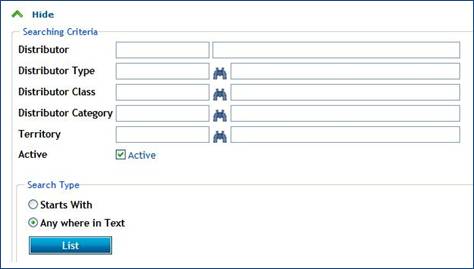 Hide
Searching Criteria
Distributor
Distributor Type
Distributor Class
Distributor Category
Territory
Active Active
Search Type
Starts With
Any where in Text
List